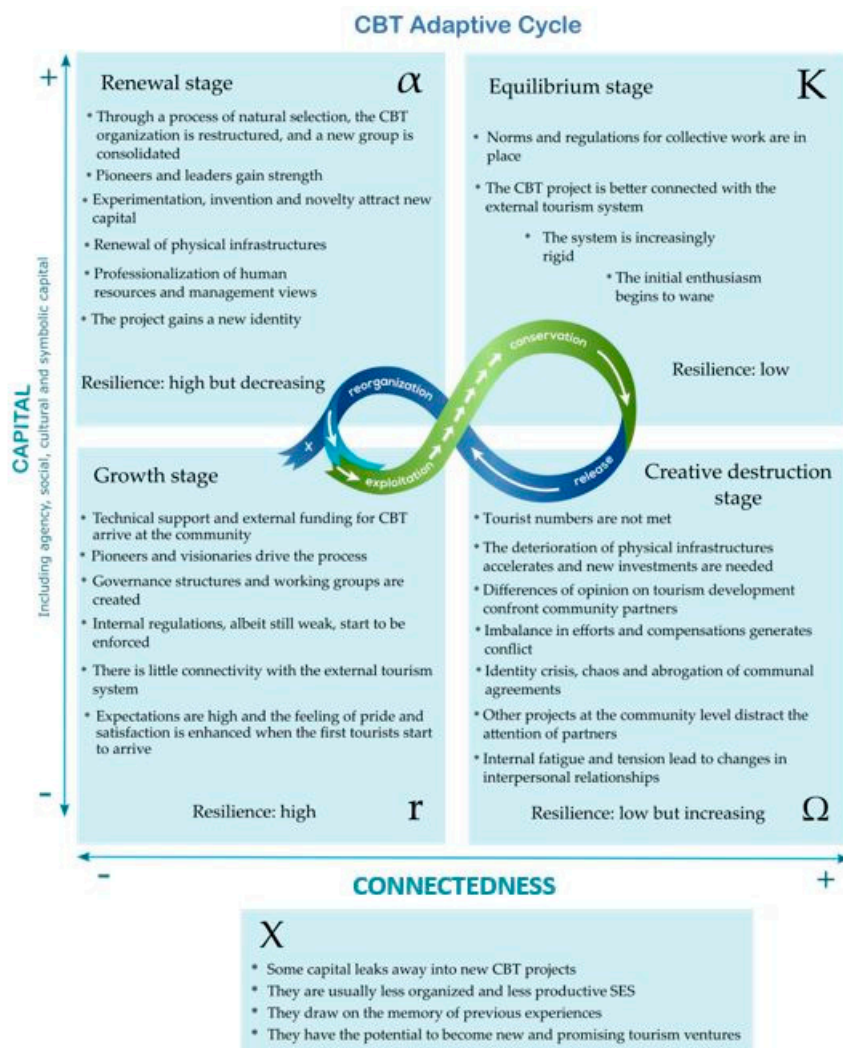 CBT Adaptive Cycle
+
CAPITAL
Including agency, social, cultural and symbolic capital
-
Renewal stage
α
* Through a process of natural selection, the CBT
organization is restructured, and a new group is
consolidated
* Pioneers and leaders gain strength
* Experimentation, invention and novelty attract new
capital
* Renewal of physical infrastructures
* Professionalization of human
resources and management views
* The project gains a new identity
Resilience: high but decreasing
Equilibrium stage
K
* Norms and regulations for collective work are in
place
* The CBT project is better connected with the
external tourism system
* The system is increasingly
rigid
* The initial enthusiasm
begins to wane
Resilience: low
reorganization
conservation
x
exploitation
release
Growth stage
* Technical support and external funding for CBT
arrive at the community
* Pioneers and visionaries drive the process
* Governance structures and working groups are
created
* Internal regulations, albeit still weak, start to be
enforced
* There is little connectivity with the external tourism
system
* Expectations are high and the feeling of pride and
satisfaction is enhanced when the first tourists start
to arrive
Resilience: high
r
Creative destruction
stage
* Tourist numbers are not met
* The deterioration of physical infrastructures
accelerates and new investments are needed
* Differences of opinion on tourism development
confront community partners
* Imbalance in efforts and compensations generates
conflict
* Identity crisis, chaos and abrogation of communal
agreements
* Other projects at the community level distract the
attention of partners
* Internal fatigue and tension lead to changes in
interpersonal relationships
Resilience: low but increasing
Ω
-
CONNECTEDNESS
+
X
* Some capital leaks away into new CBT projects
* They are usually less organized and less productive SES
* They draw on the memory of previous experiences
* They have the potential to become new and promising tourism ventures